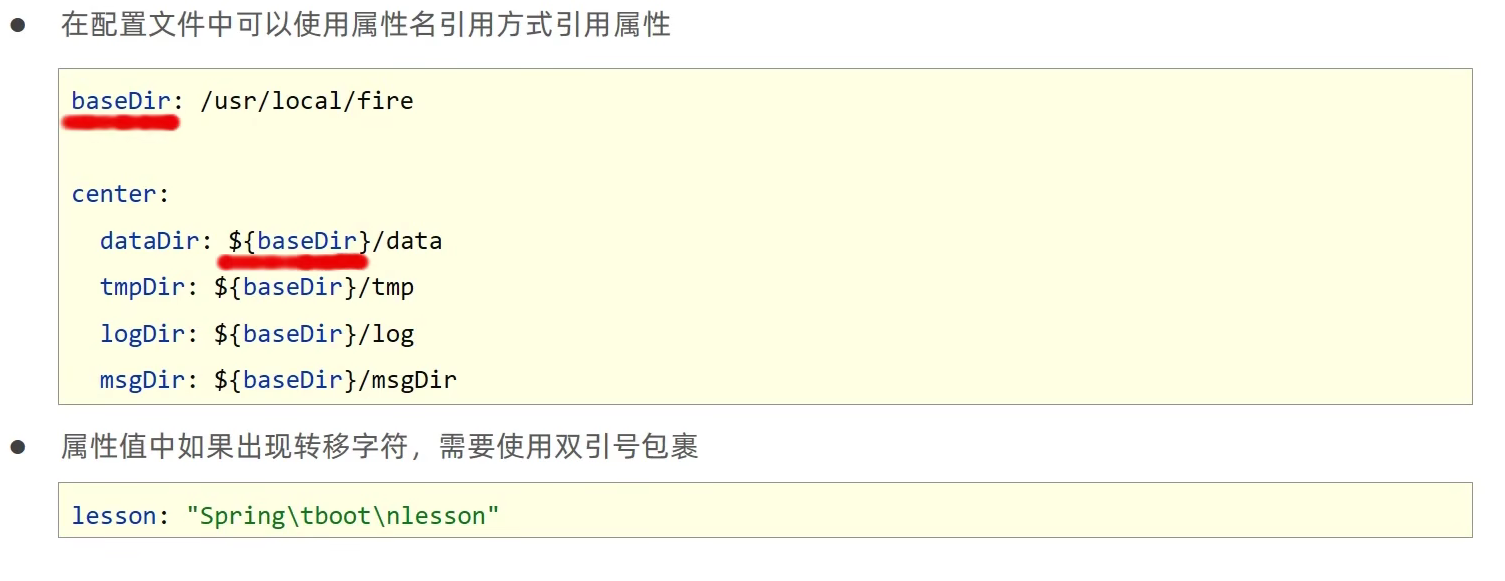 ● 在配置文件中可以使用属性名引用方式引用属性
baseDir: /usr/local/fire
center:
dataDir: ${baseDir}/data
tmpDir: ${baseDir}/tmp
logDir: ${baseDir}/log
msgDir: ${baseDir}/msgDir
● 属性值中如果出现转移字符，需要使用双引号包裹
lesson: "Spring\tboot\nlesson"